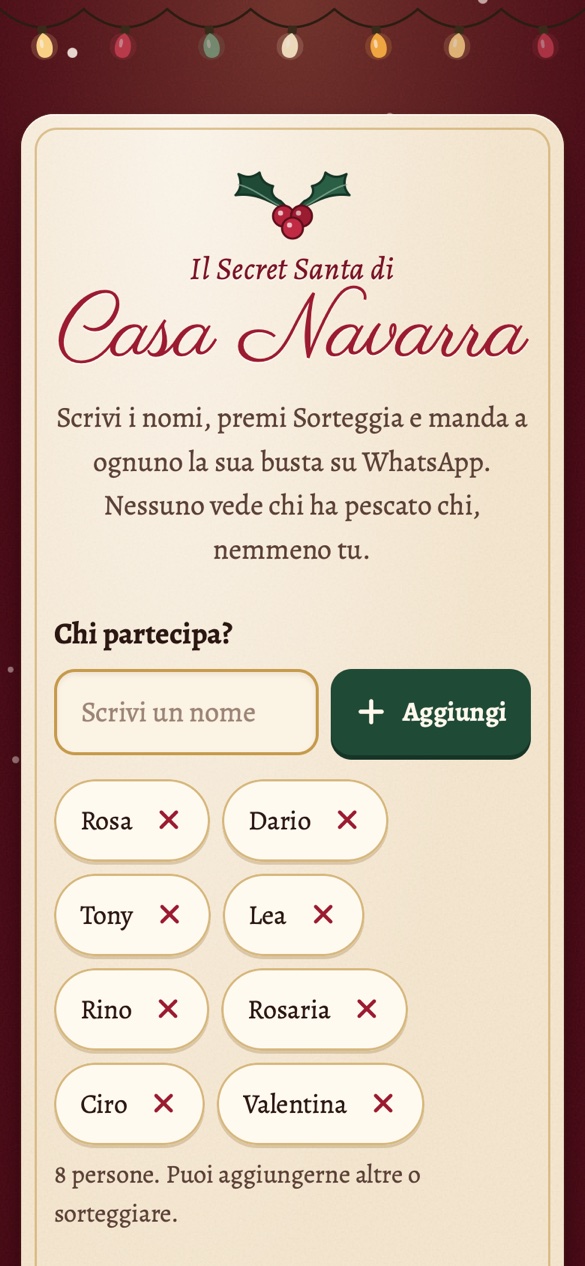 Il Secret Santa di
Casa Navarra
Scrivi i nomi, premi Sorteggia e manda a
ognuno la sua busta su WhatsApp.
Nessuno vede chi ha pescato chi,
nemmeno tu.
Chi partecipa?
Scrivi un nome
Aggiungi
Rosa
Dario
Tony
Lea
Rino
Rosaria
Ciro
Valentina
8 persone. Puoi aggiungerne altre o
sorteggiare.